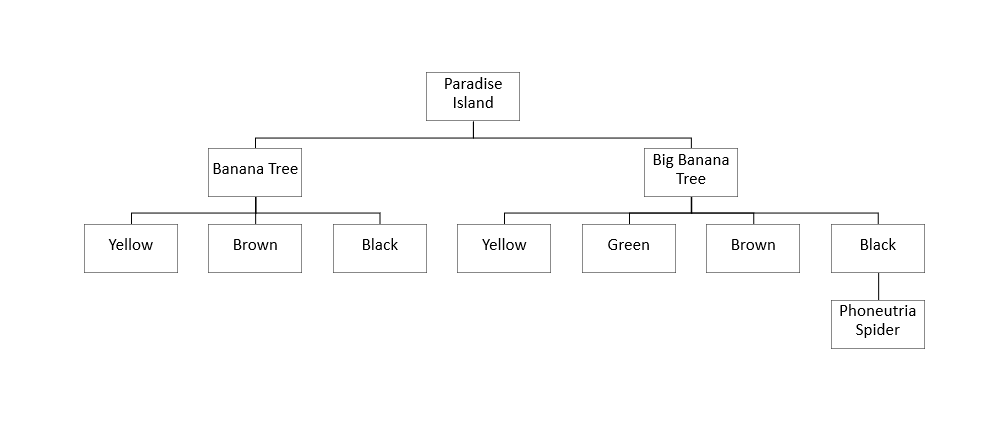 Paradise
Island
Banana Tree
Big Banana
Tree
Yellow
Brown
Black
Yellow
Green
Brown
Black
Phoneutria
Spider